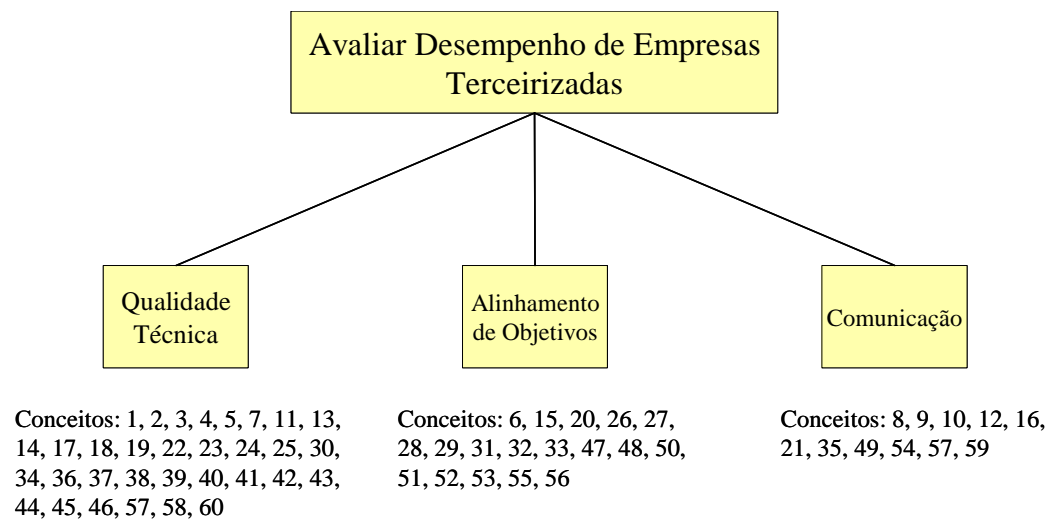 Avaliar Desempenho de Empresas
Terceirizadas
Qualidade
Técnica
Alinhamento
de Objetivos
Comunicação
Conceitos: 1, 2, 3, 4, 5, 7, 11, 13,
14, 17, 18, 19, 22, 23, 24, 25, 30,
34, 36, 37, 38, 39, 40, 41, 42, 43,
44, 45, 46, 57, 58, 60
Conceitos: 6, 15, 20, 26, 27,
28, 29, 31, 32, 33, 47, 48, 50,
51, 52, 53, 55, 56
Conceitos: 8, 9, 10, 12, 16,
21, 35, 49, 54, 57, 59